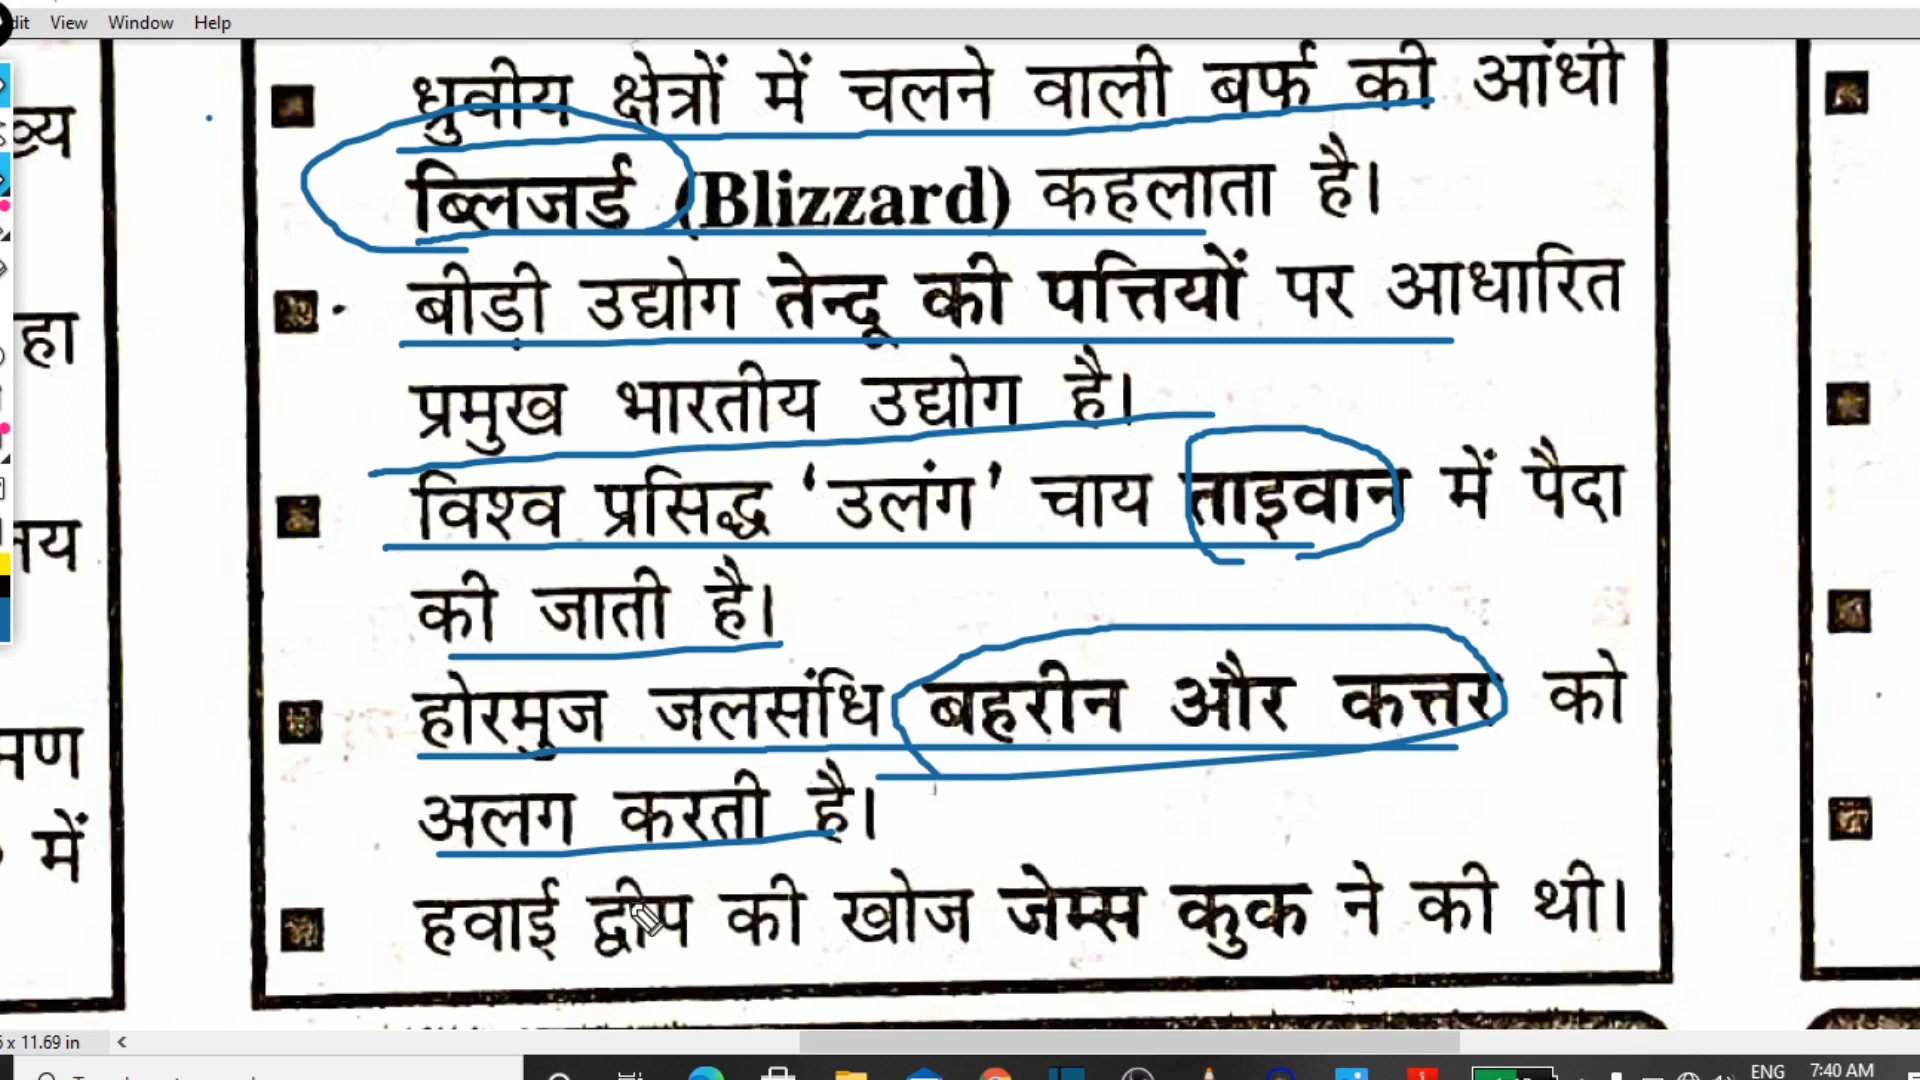 View Window Help
ध्रुवीय क्षेत्रों में चलने वाली बर्फ की आंधी
ब्लिजर्ड (Blizzard) कहलाता है।
बीड़ी उद्योग तेन्दू की पत्तियों पर आधारित
प्रमुख भारतीय उद्योग है।
विश्व प्रसिद्ध ‘उलंग’ चाय ताइवान में पैदा
की जाती है।
होरमुज जलसंधि बहरीन और कत्तर को
अलग करती है।
हवाई द्वीप की खोज जेम्स कुक ने की थी।
हा
में
x 11.69 in
ENG 7:40 AM